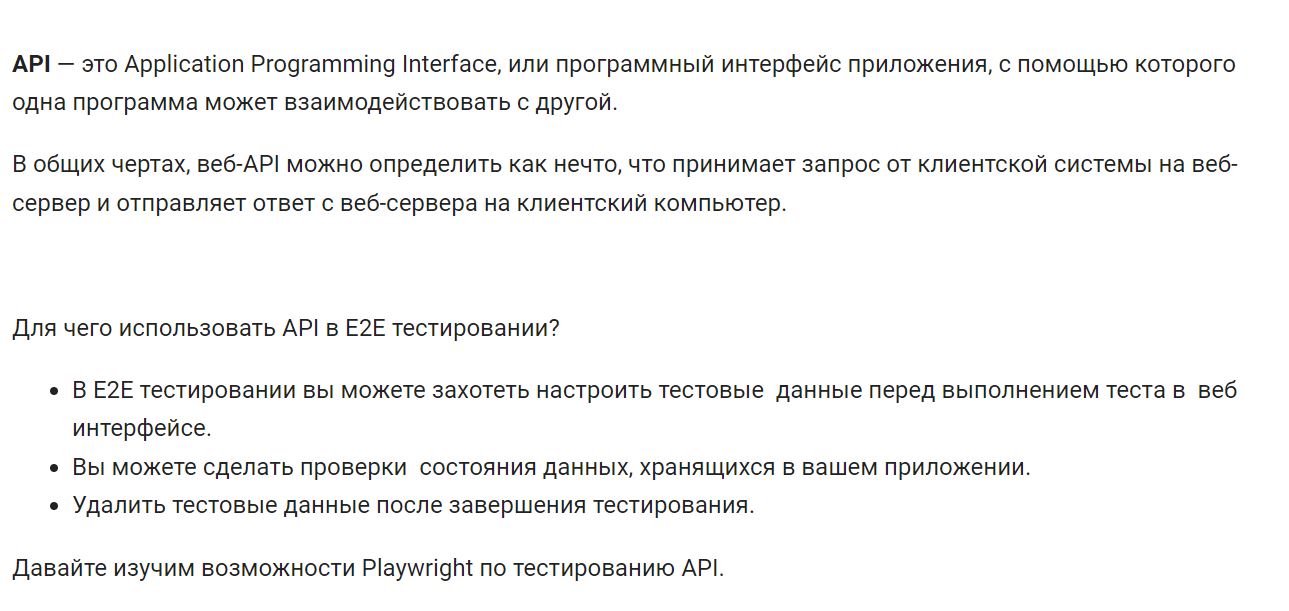 API — это Application Programming Interface, или программный интерфейс приложения, с помощью которого
одна программа может взаимодействовать с другой.
В общих чертах, веб-API можно определить как нечто, что принимает запрос от клиентской системы на веб-
сервер и отправляет ответ с веб-сервера на клиентский компьютер.
Для чего использовать API в E2E тестировании?
• В E2E тестировании вы можете захотеть настроить тестовые  данные перед выполнением теста в  веб
интерфейсе.
• Вы можете сделать проверки  состояния данных, хранящихся в вашем приложении.
• Удалить тестовые данные после завершения тестирования.
Давайте изучим возможности Playwright по тестированию API.